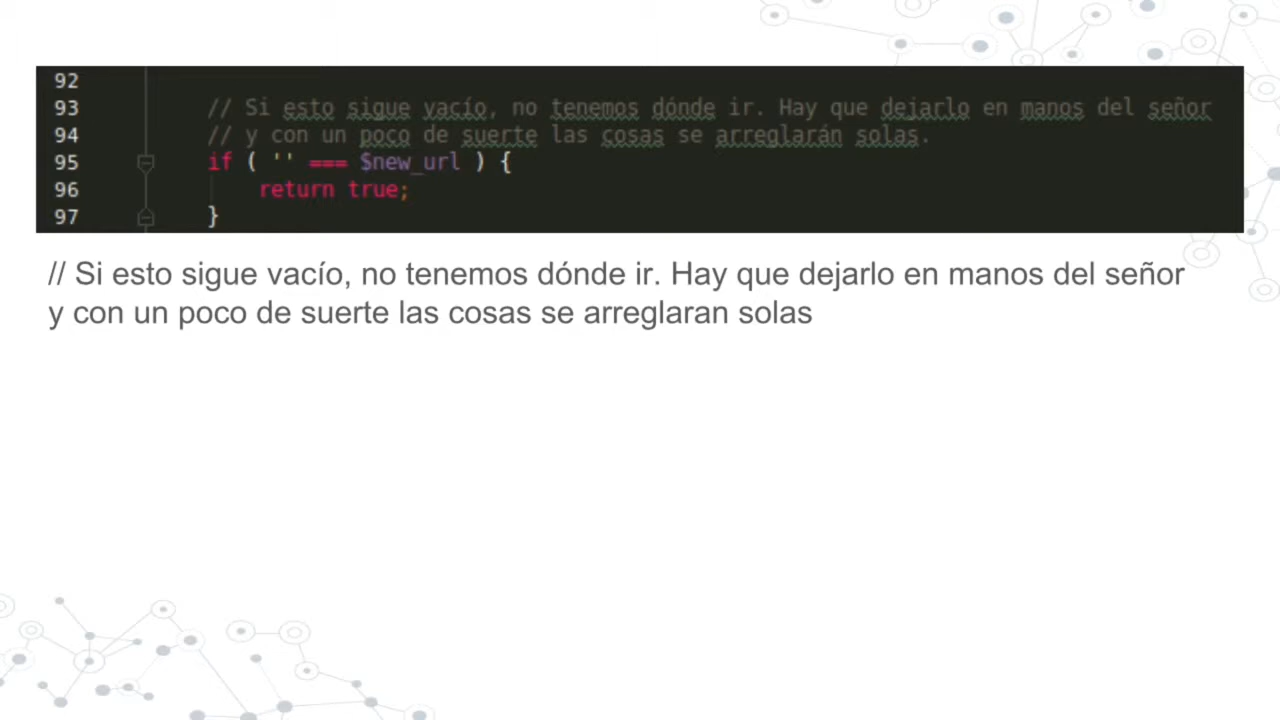 92
93 // Si esto sigue vacío, no tenemos dónde ir. Hay que dejarlo en manos del señor
94 // y con un poco de suerte las cosas se arreglarán solas.
95 if ( '' === $new_url ) {
96 return true;
97 }
// Si esto sigue vacío, no tenemos dónde ir. Hay que dejarlo en manos del señor
y con un poco de suerte las cosas se arreglaran solas